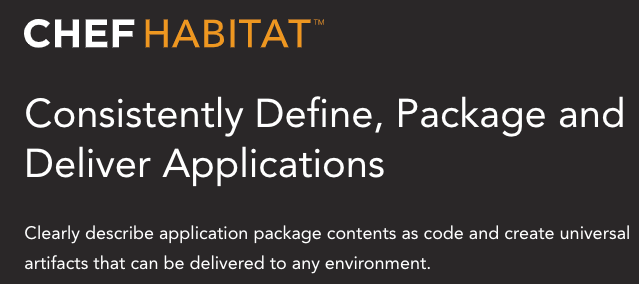 CHEF HABITAT™
Consistently Define, Package and
Deliver Applications
Clearly describe application package contents as code and create universal
artifacts that can be delivered to any environment.